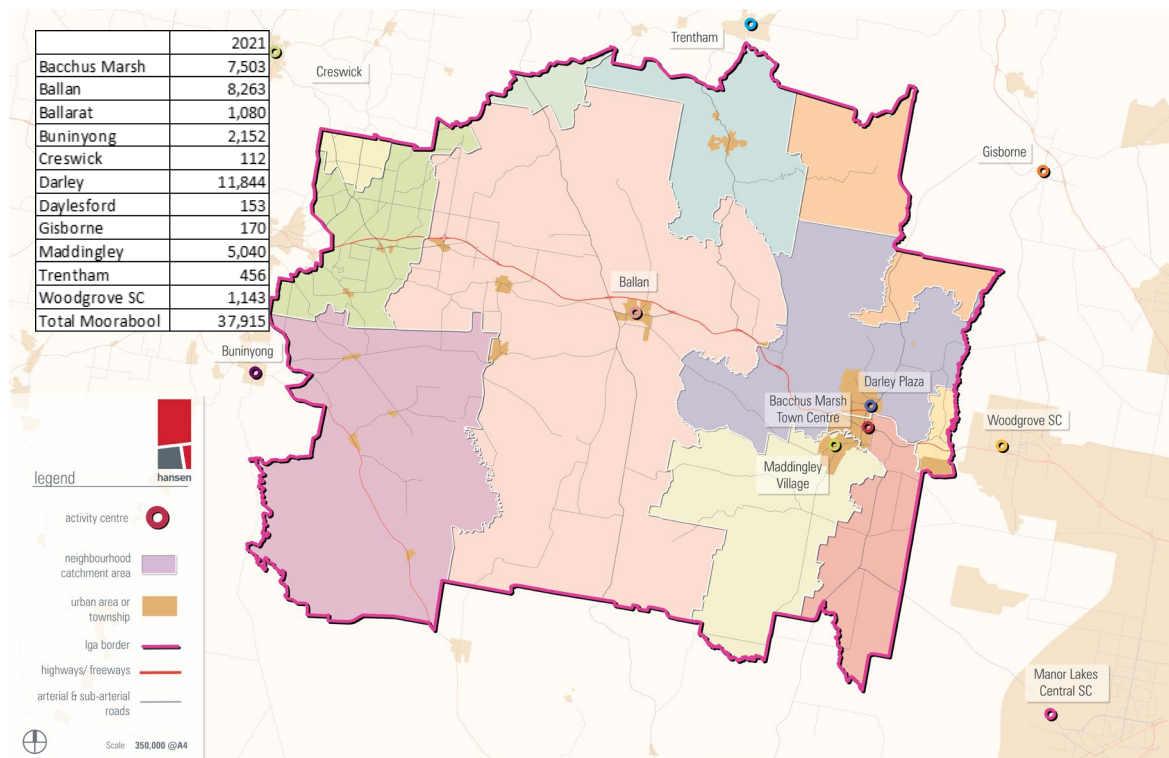 2021
Bacchus Marsh 7,503
Ballan 8,263
Ballarat 1,080
Buninyong 2,152
Creswick 112
Darley 11,844
Daylesford 153
Gisborne 170
Maddingley 5,040
Trentham 456
Woodgrove SC 1,143
Total Moorabool 37,915
Trentham
Creswick
Gisborne
Ballan
Buninyong
Darley Plaza
Bacchus Marsh
Town Centre
Woodgrove SC
Maddingley
Village
Manor Lakes
Central SC
hansen
legend
activity centre
neighbourhood
catchment area
urban area or
township
lga border
highways/ freeways
arterial & sub-arterial
roads
Scale 350,000 @A4